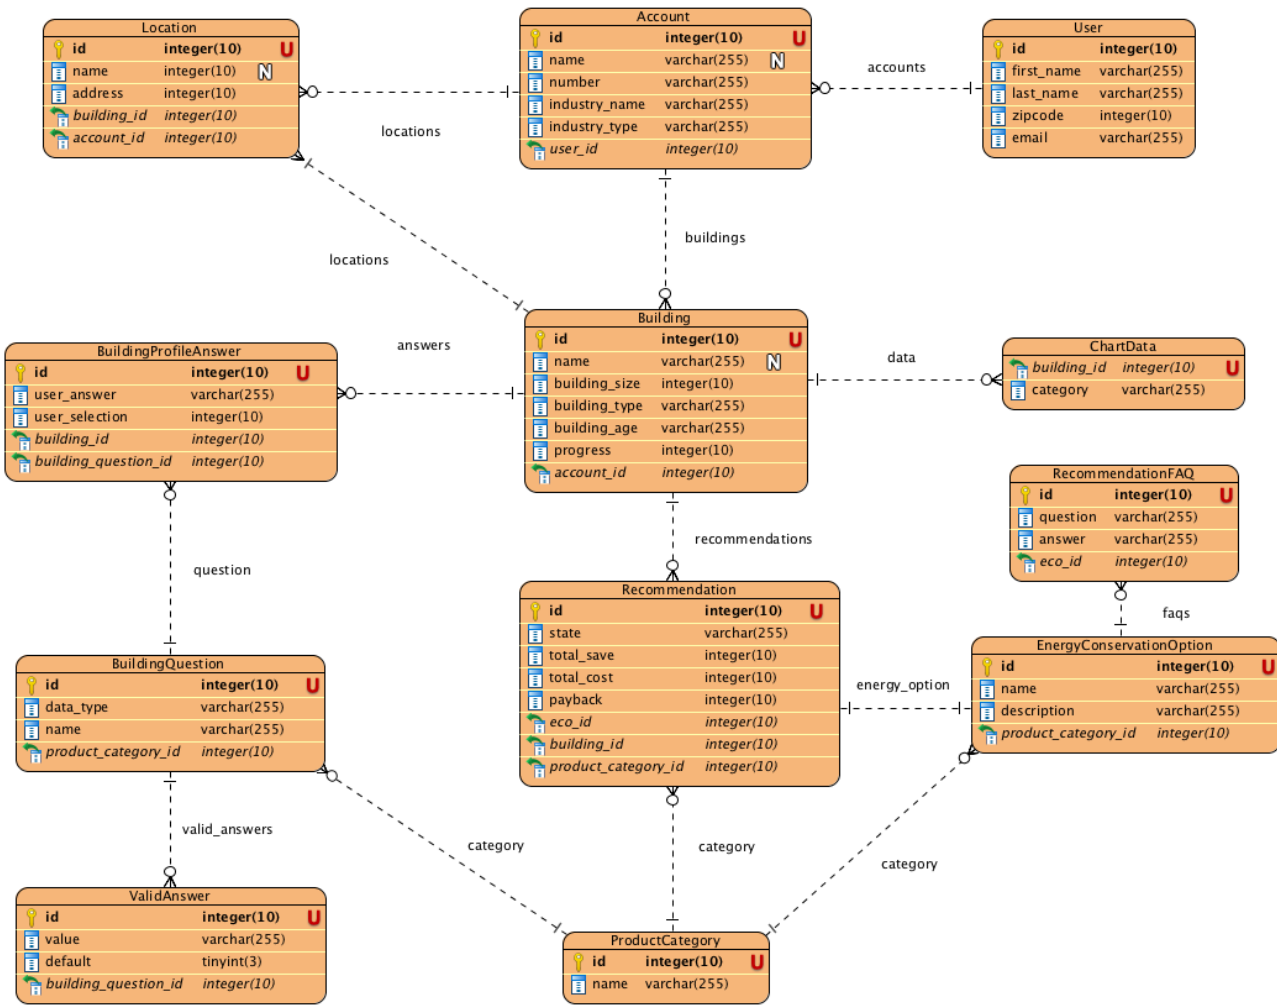 Location
id integer(10) U
name integer(10) N
address integer(10)
building_id integer(10)
account_id integer(10)
Account
id integer(10) U
name varchar(255) N
number varchar(255)
industry_name varchar(255)
industry_type varchar(255)
user_id integer(10)
User
id integer(10)
first_name varchar(255)
last_name varchar(255)
zipcode integer(10)
email varchar(255)
accounts
locations
buildings
locations
Building
id integer(10) U
name varchar(255) N
building_size integer(10)
building_type varchar(255)
building_age varchar(255)
progress integer(10)
account_id integer(10)
BuildingProfileAnswer
id integer(10) U
user_answer varchar(255)
user_selection integer(10)
building_id integer(10)
building_question_id integer(10)
answers
data
ChartData
building_id integer(10) U
category varchar(255)
RecommendationFAQ
id integer(10) U
question varchar(255)
answer varchar(255)
eco_id integer(10)
recommendations
question
faqs
Recommendation
id integer(10) U
state varchar(255)
total_save integer(10)
total_cost integer(10)
payback integer(10)
eco_id integer(10)
building_id integer(10)
product_category_id integer(10)
energy_option
EnergyConservationOption
id integer(10) U
name varchar(255)
description varchar(255)
product_category_id integer(10)
BuildingQuestion
id integer(10) U
data_type varchar(255)
name varchar(255)
product_category_id integer(10)
valid_answers
category
category
category
ValidAnswer
id integer(10) U
value varchar(255)
default tinyint(3)
building_question_id integer(10)
ProductCategory
id integer(10) U
name varchar(255)